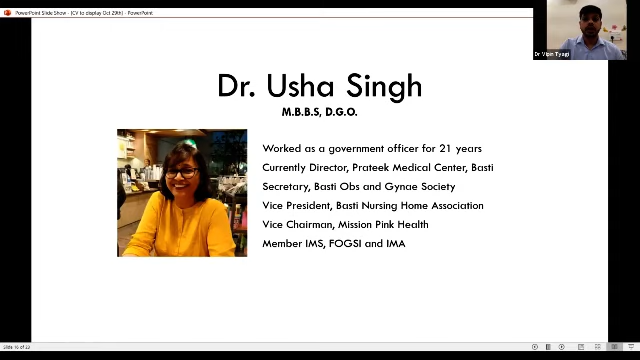 PowerPoint Slide Show - [CV to display Oct 29th] - PowerPoint
Dr Vipin Tyagi
Dr. Usha Singh
M.B.B.S, D.G.O.
Worked as a government officer for 21 years
Currently Director, Prateek Medical Center, Basti
Secretary, Basti Obs and Gynae Society
Vice President, Basti Nursing Home Association
Vice Chairman, Mission Pink Health
Member IMS, FOGSI and IMA